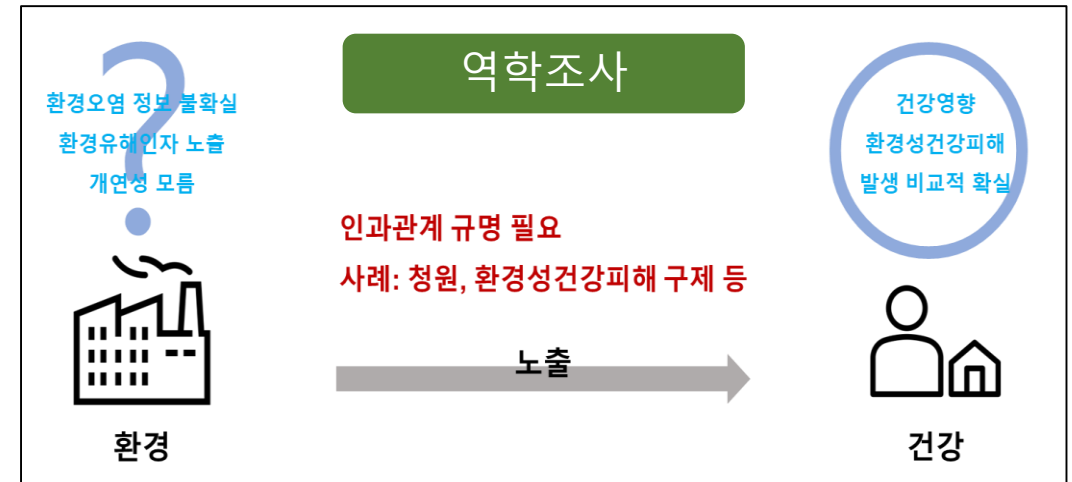 역학조사
환경오염 정보 불확실
환경유해인자 노출
개연성 모름
건강영향
환경성건강피해
발생 비교적 확실
인과관계 규명 필요
사례: 청원, 환경성건강피해 구제 등
노출
환경
건강